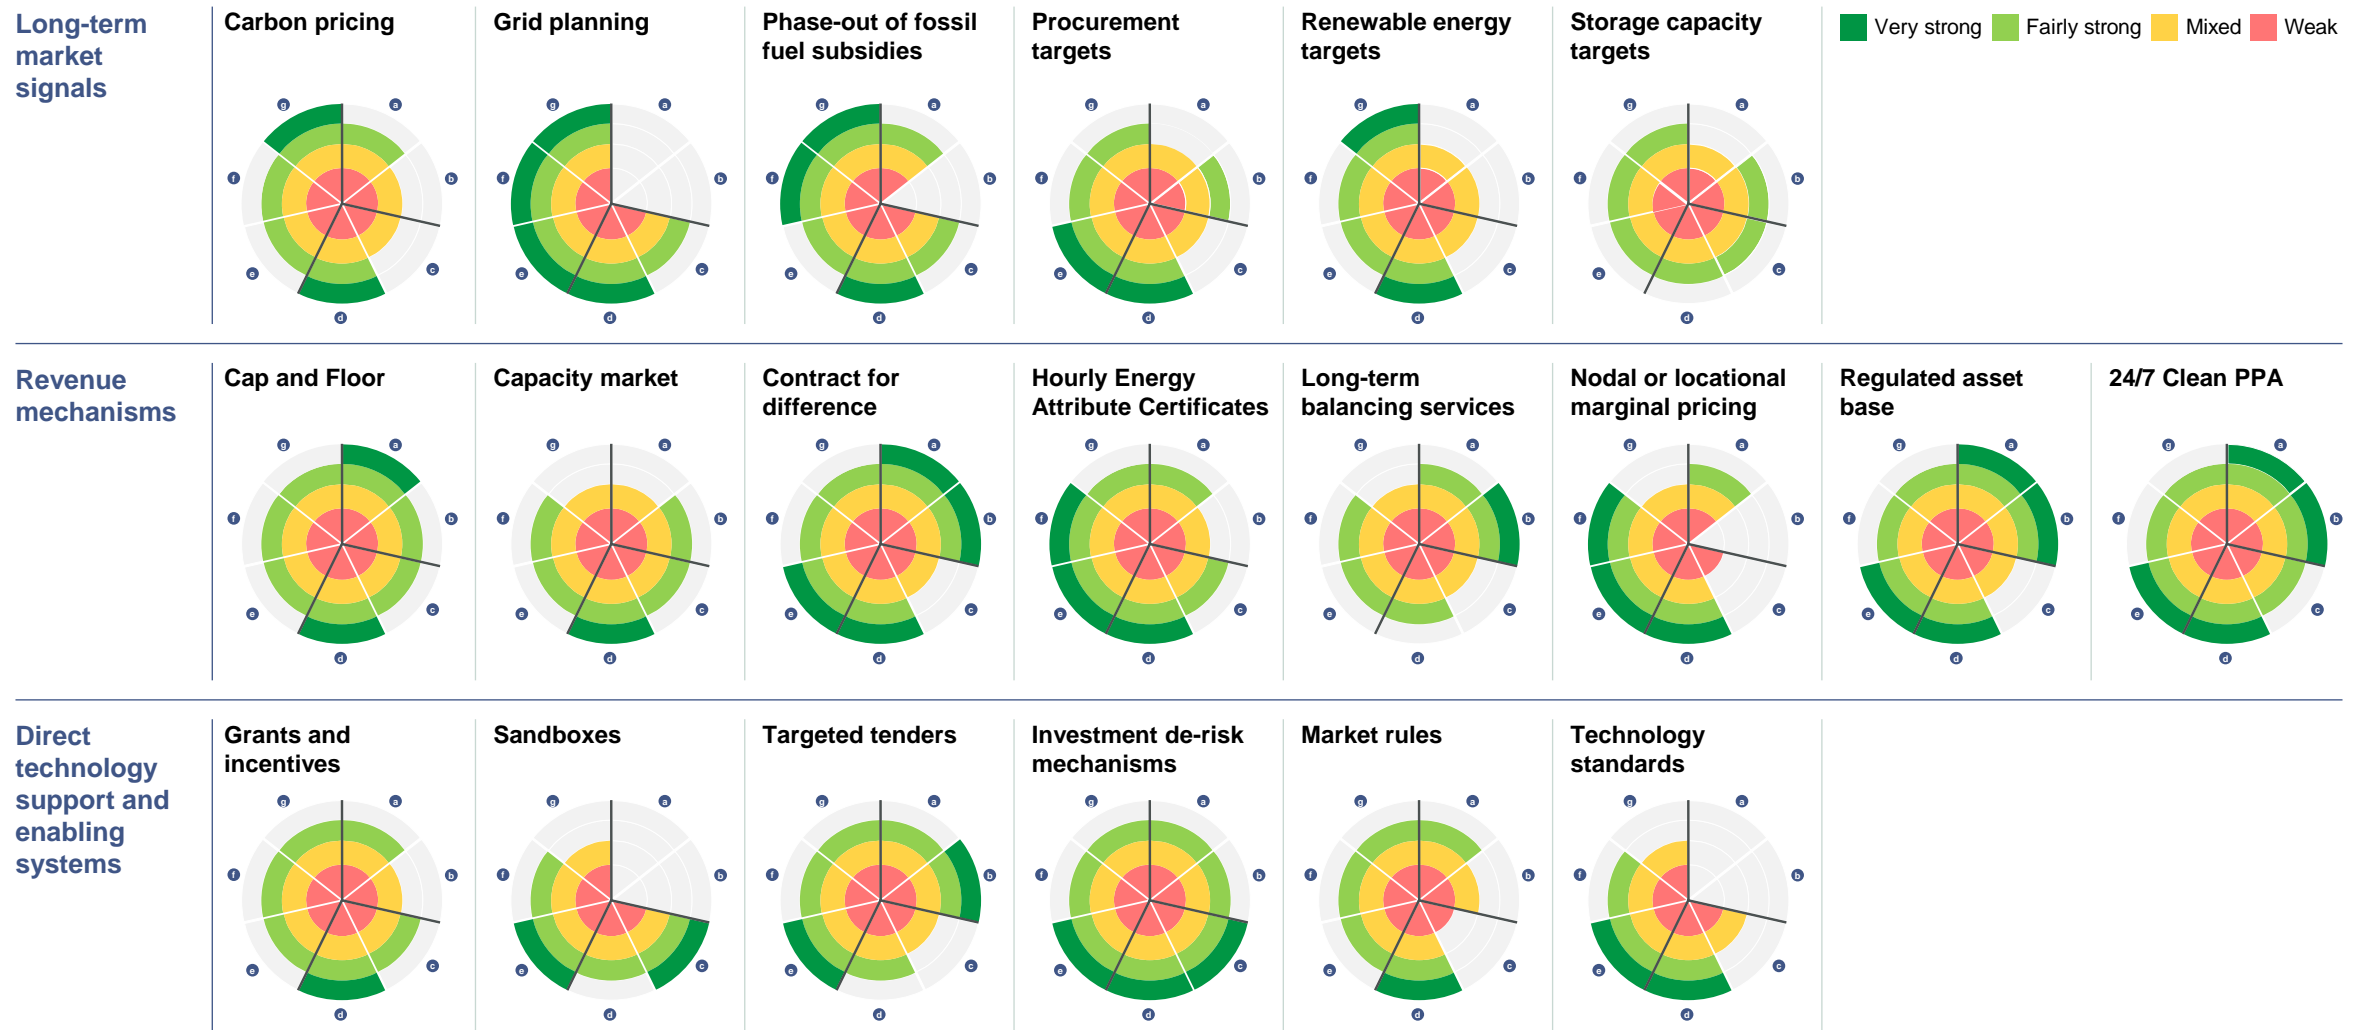 Long-term
market
signals
Carbon pricing
Grid planning
Phase-out of fossil
fuel subsidies
Procurement
targets
Renewable energy
targets
Storage capacity
targets
Very strong
Fairly strong
Mixed
Weak
g a
f b
e c
d
g a
f b
e c
d
g a
f b
e c
d
g a
f b
e c
d
g a
f b
e c
d
g a
f b
e c
d
Revenue
mechanisms
Cap and Floor
Capacity market
Contract for
difference
Hourly Energy
Attribute Certificates
Long-term
balancing services
Nodal or locational
marginal pricing
Regulated asset
base
24/7 Clean PPA
g a
f b
e c
d
g a
f b
e c
d
g a
f b
e c
d
g a
f b
e c
d
g a
f b
e c
d
g a
f b
e c
d
g a
f b
e c
d
g a
f b
e c
d
Direct
technology
support and
enabling
systems
Grants and
incentives
Sandboxes
Targeted tenders
Investment de-risk
mechanisms
Market rules
Technology
standards
g a
f b
e c
d
g a
f b
e c
d
g a
f b
e c
d
g a
f b
e c
d
g a
f b
e c
d
g a
f b
e c
d